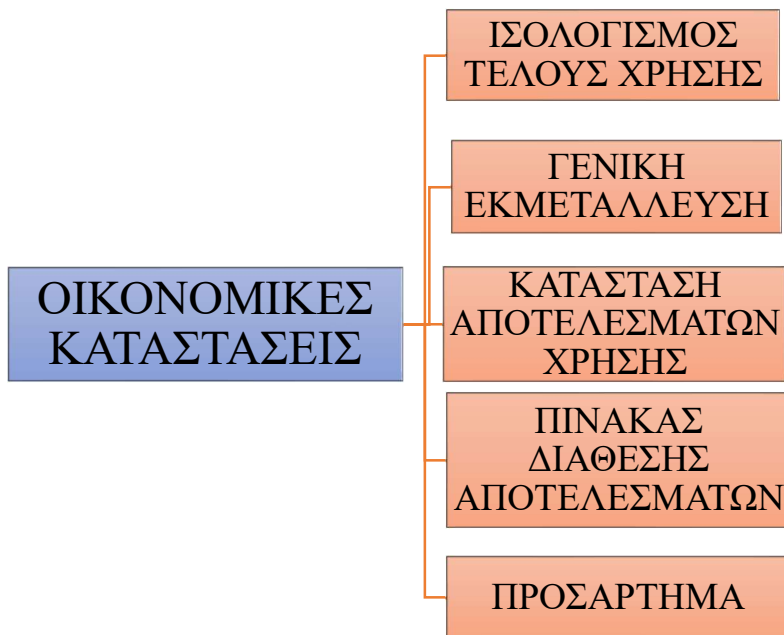 ΟΙΚΟΝΟΜΙΚΕΣ
ΚΑΤΑΣΤΑΣΕΙΣ
ΙΣΟΛΟΓΙΣΜΟΣ
ΤΕΛΟΥΣ ΧΡΗΣΗΣ
ΓΕΝΙΚΗ
ΕΚΜΕΤΑΛΛΕΥΣΗ
ΚΑΤΑΣΤΑΣΗ
ΑΠΟΤΕΛΕΣΜΑΤΩΝ
ΧΡΗΣΗΣ
ΠΙΝΑΚΑΣ
ΔΙΑΘΕΣΗΣ
ΑΠΟΤΕΛΕΣΜΑΤΩΝ
ΠΡΟΣΑΡΤΗΜΑ